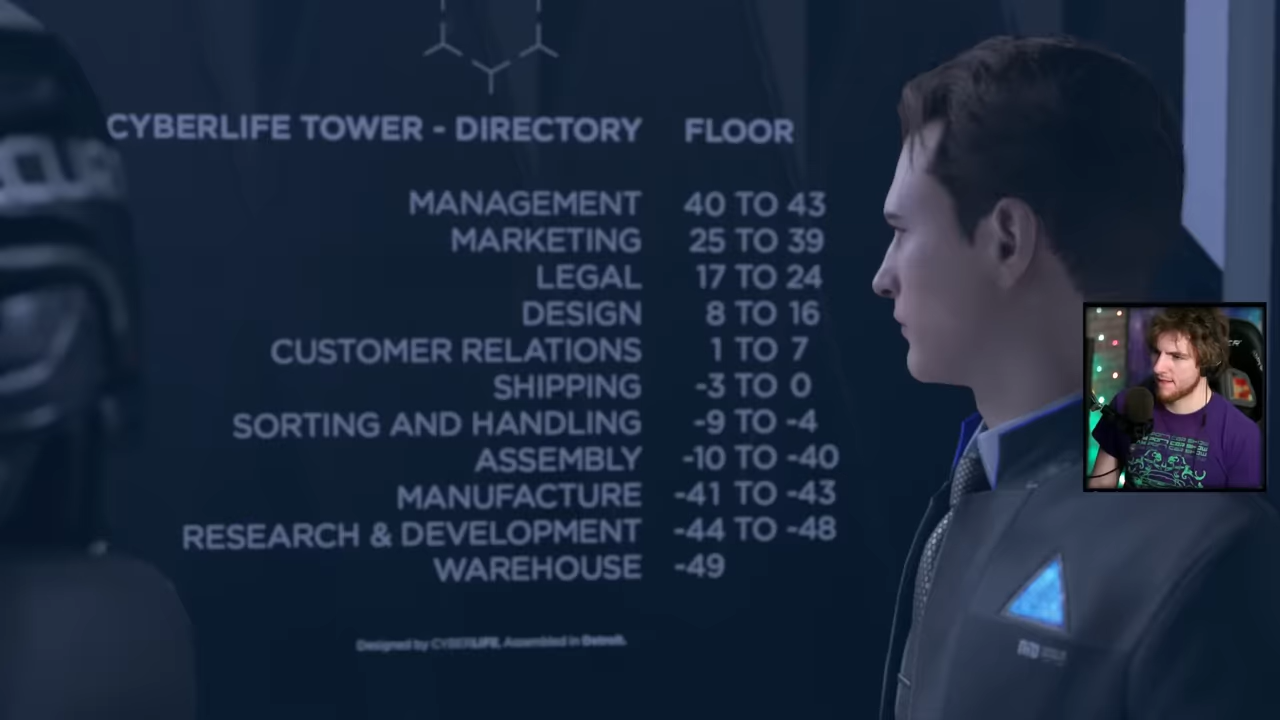 CYBERLIFE TOWER - DIRECTORY FLOOR
MANAGEMENT 40 TO 43
MARKETING 25 TO 39
LEGAL 17 TO 24
DESIGN 8 TO 16
CUSTOMER RELATIONS 1 TO 7
SHIPPING -3 TO 0
SORTING AND HANDLING -9 TO -4
ASSEMBLY -10 TO -40
MANUFACTURE -41 TO -43
RESEARCH & DEVELOPMENT -44 TO -48
WAREHOUSE -49
Designed by CYBERLIFE. Assembled in Detroit.